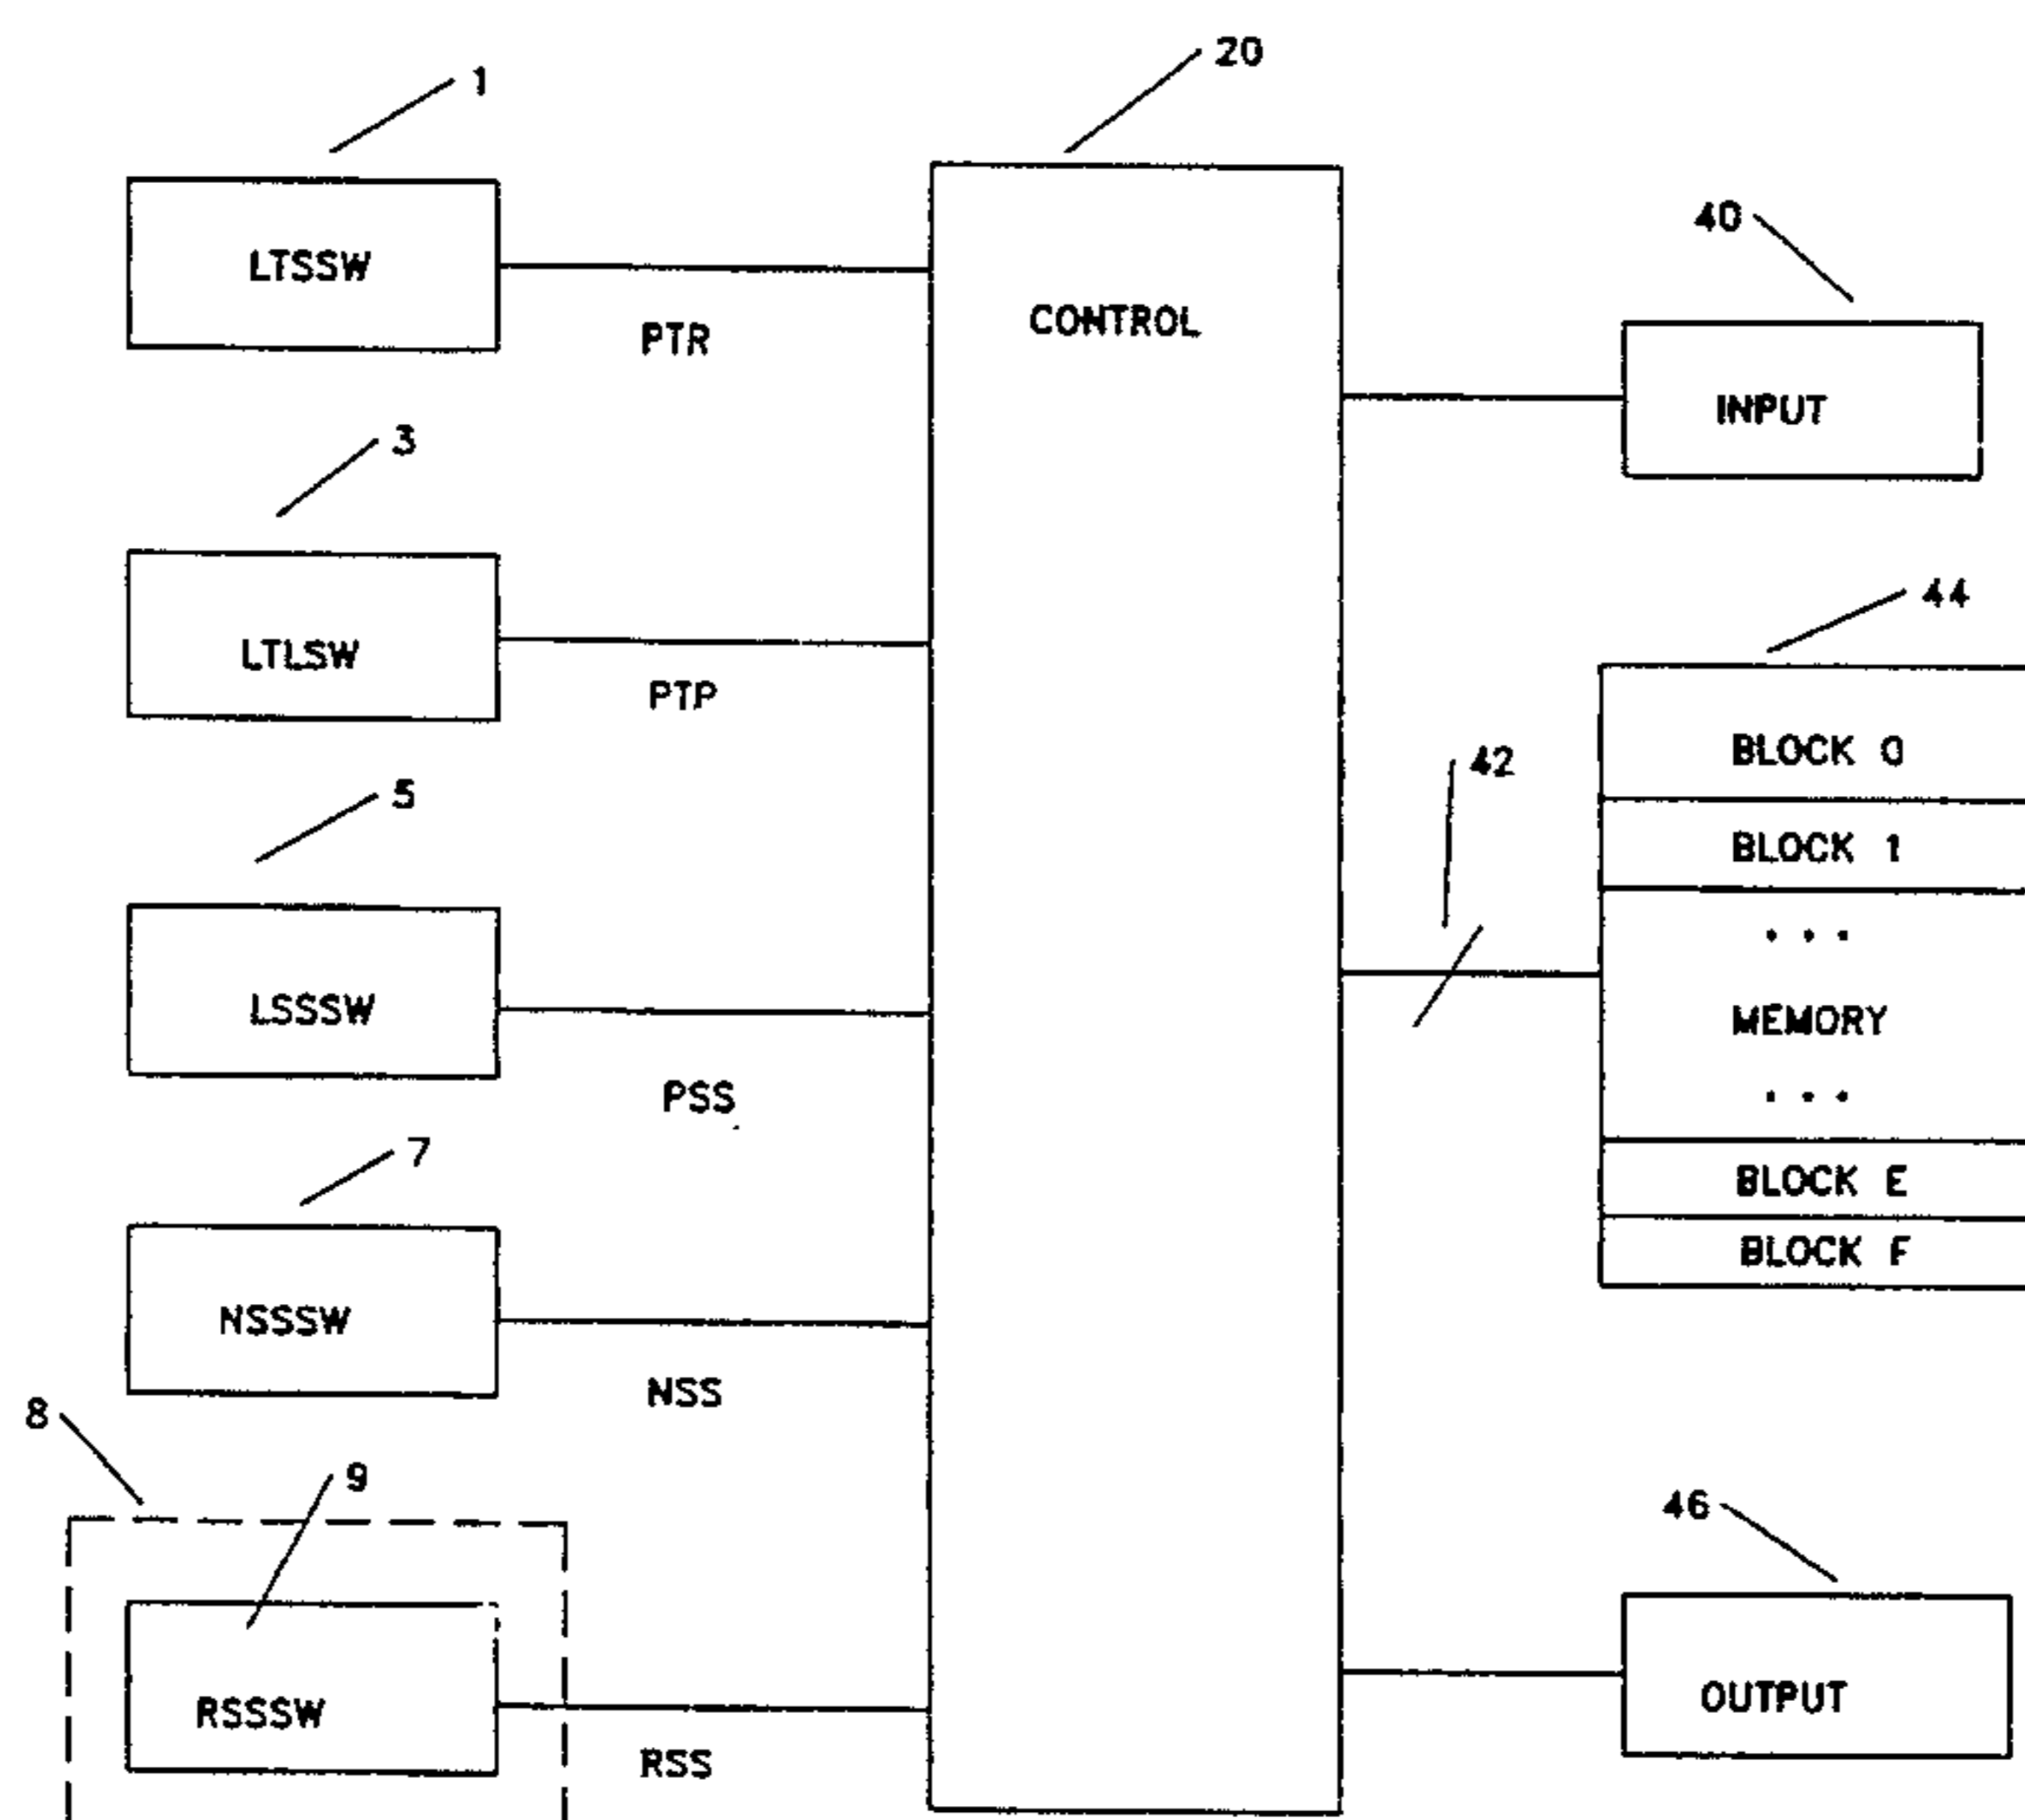 1
20
LTSSW
PTR
CONTROL
40
INPUT
3
LTLSW
PTP
44
BLOCK 0
BLOCK 1
. . .
MEMORY
. . .
BLOCK E
BLOCK F
42
5
LSSSW
PSS
7
NSSSW
NSS
8
9
RSSSW
RSS
46
OUTPUT